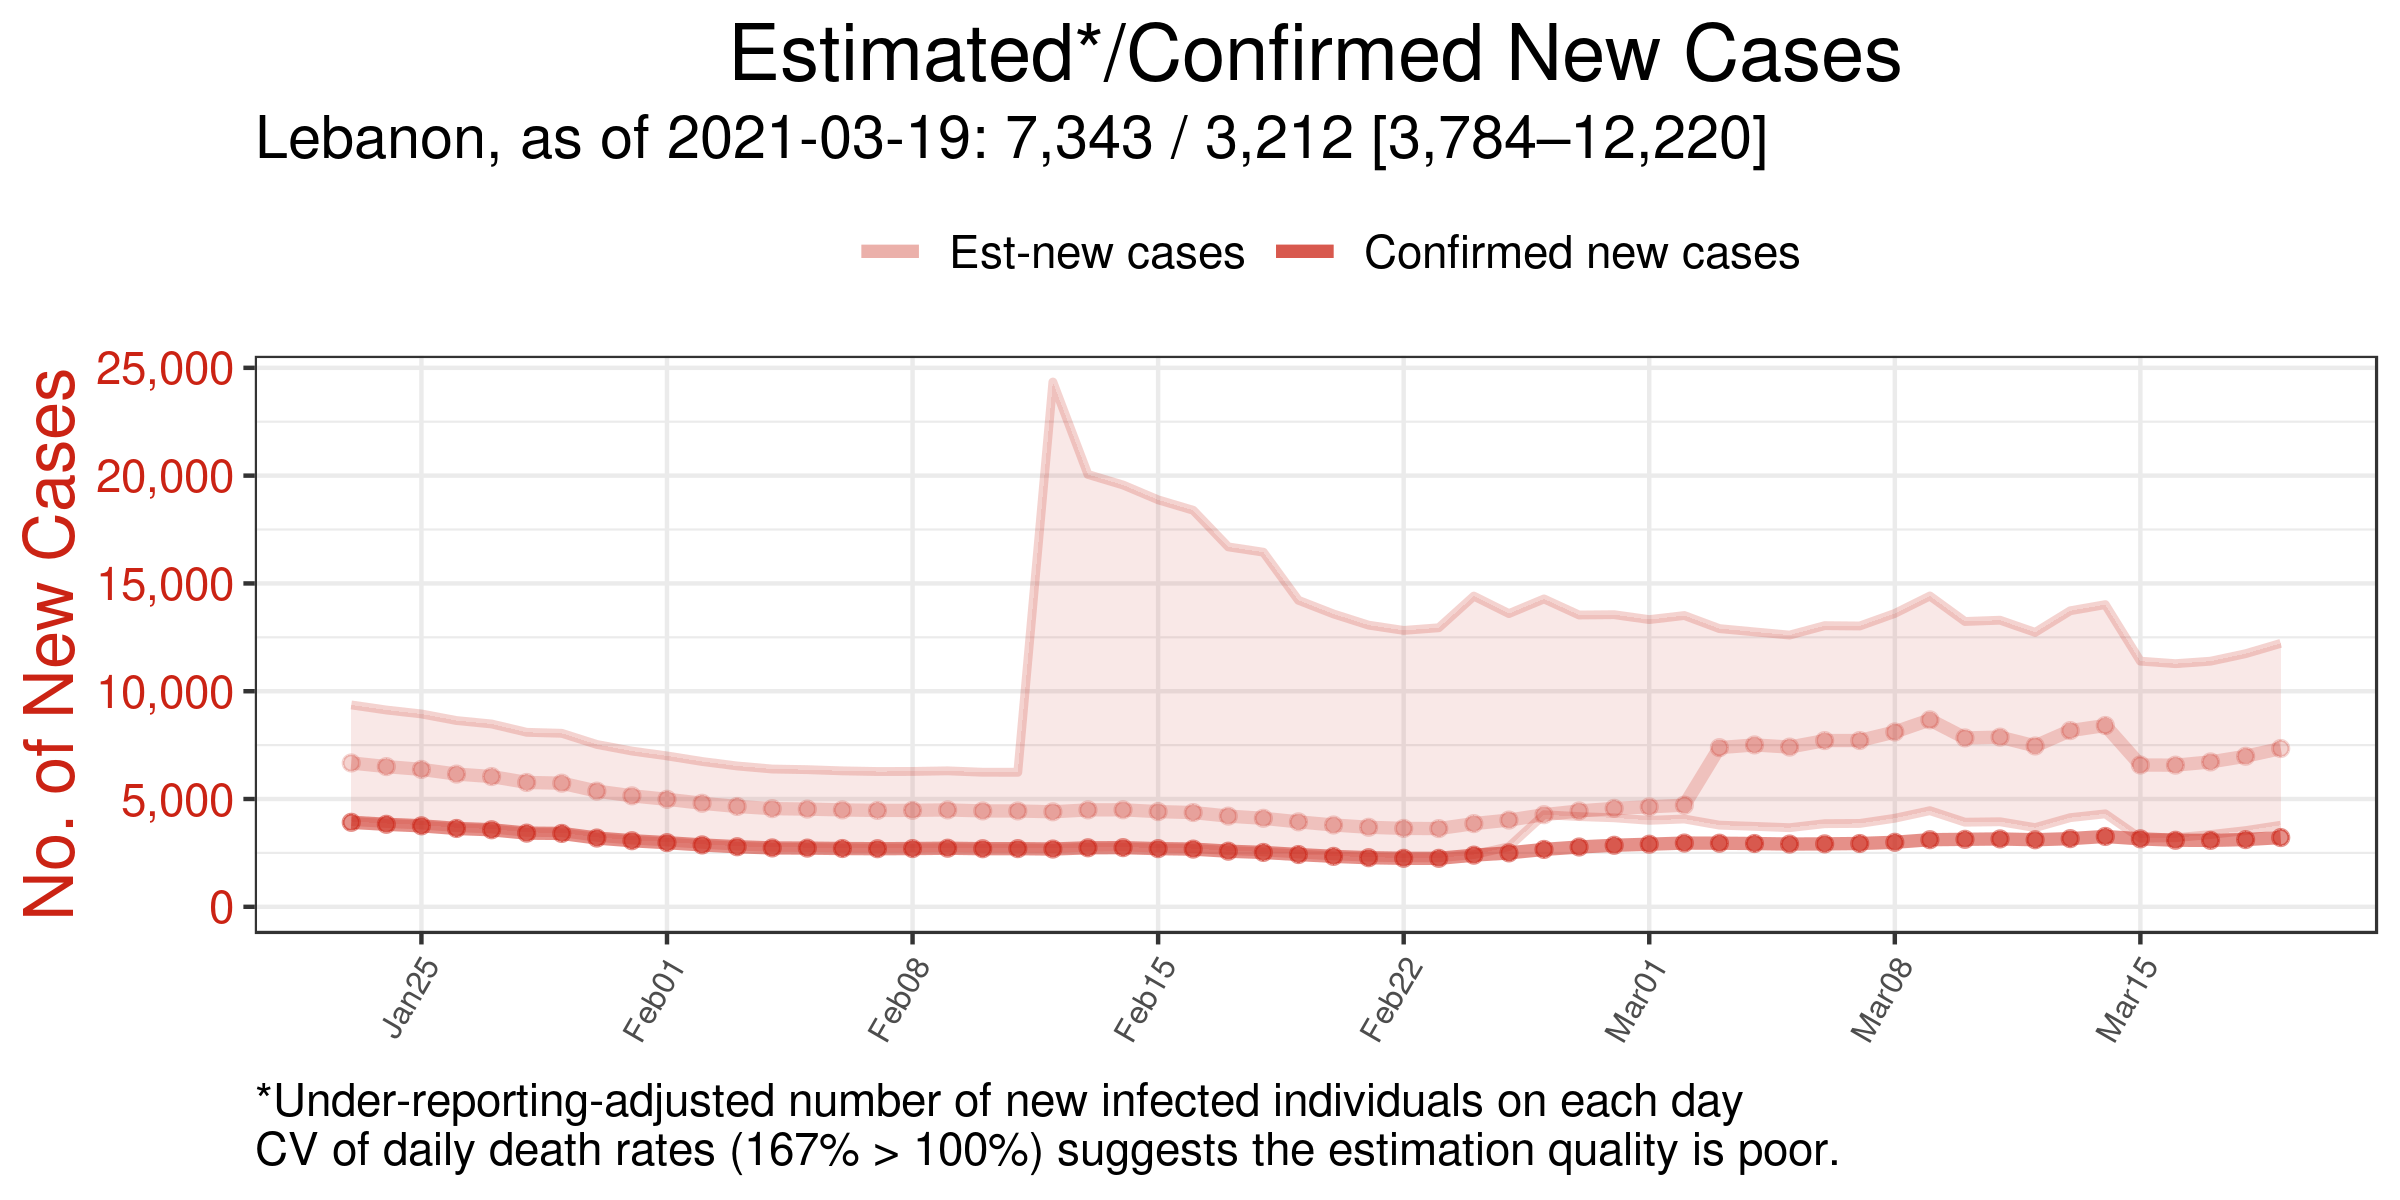 Estimated*/Confirmed New Cases
Lebanon, as of 2021-03-19: 7,343 / 3,212 [3,784–12,220]
Est-new cases Confirmed new cases
No. of New Cases
25,000
20,000
15,000
10,000
5,000
0
Jan25 Feb01 Feb08 Feb15 Feb22 Mar01 Mar08 Mar15
*Under-reporting-adjusted number of new infected individuals on each day
CV of daily death rates (167% > 100%) suggests the estimation quality is poor.